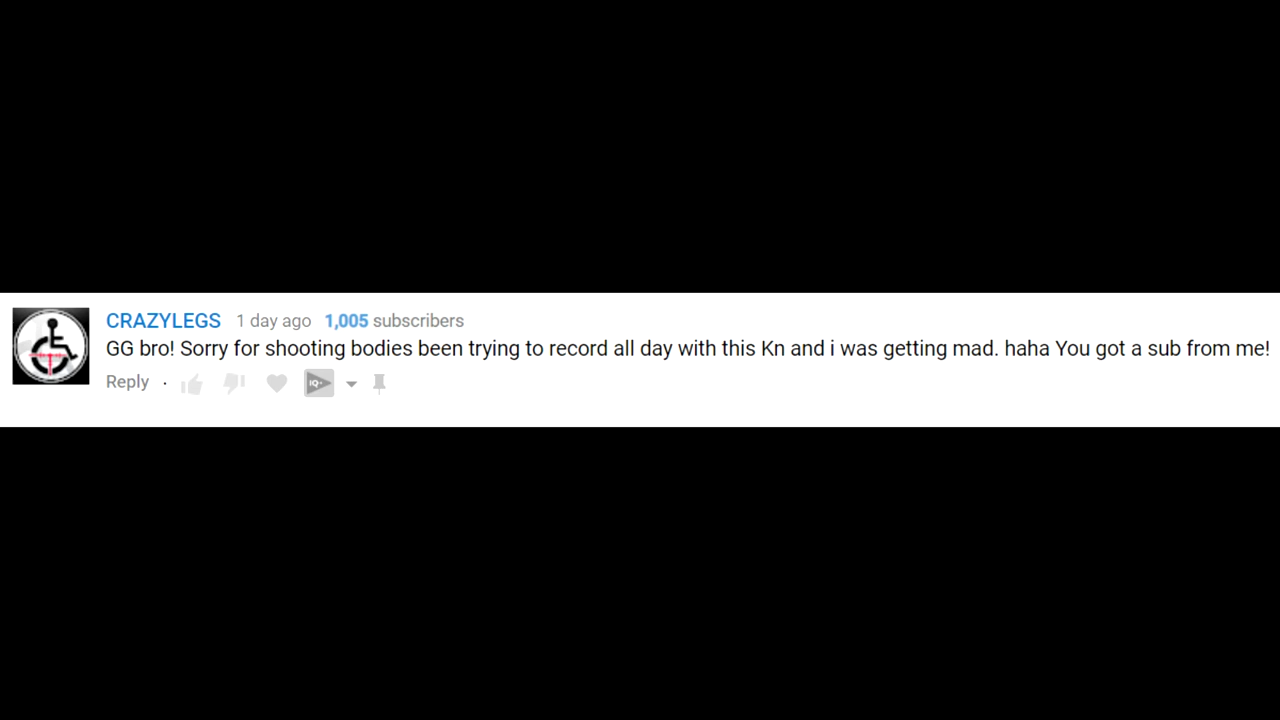 CRAZYLEGS 1 day ago 1,005 subscribers
GG bro! Sorry for shooting bodies been trying to record all day with this Kn and i was getting mad. haha You got a sub from me!
Reply · IQ+